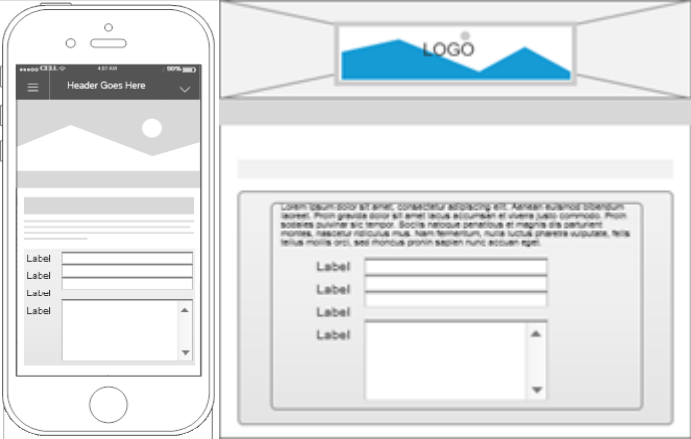 CELL 4:07 AM 90%
Header Goes Here
Label
Label
Label
Label
LOGO
Lorem ipsum dolor sit amet, consectetur adipiscing elit. Aenean euismod bibendum
laoreet. Proin gravida dolor sit amet lacus accumsan et viverra justo commodo. Proin
sodales pulvinar sic tempor. Sociis natoque penatibus et magnis dis parturient
montes, nascetur ridiculus mus. Nam fermentum, nulla luctus pharetra vulputate, felis
tellus mollis orci, sed rhoncus pronin sapien nunc accuan eget.
Label
Label
Label
Label